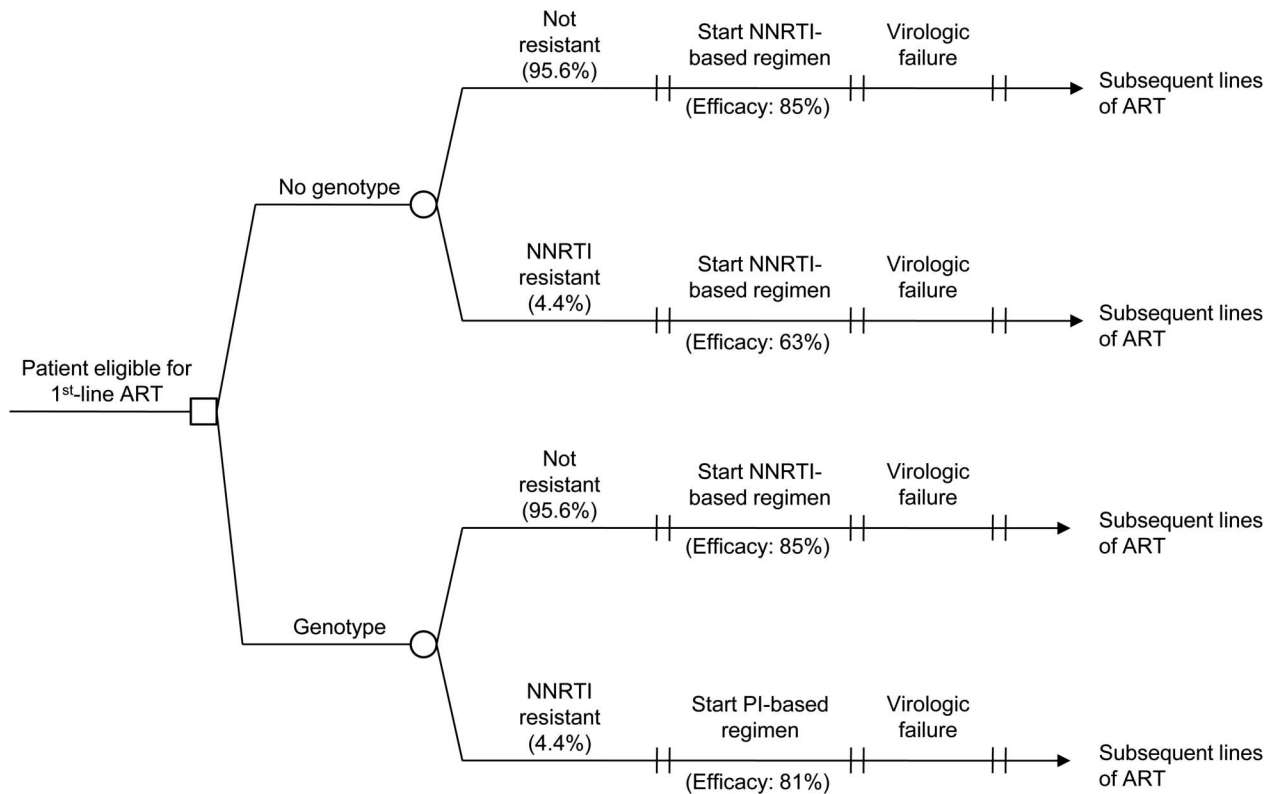 Not
resistant
(95.6%)
Start NNRTI-
based regimen
(Efficacy: 85%)
Virologic
failure
Subsequent lines
of ART
No genotype
NNRTI
resistant
(4.4%)
Start NNRTI-
based regimen
(Efficacy: 63%)
Virologic
failure
Subsequent lines
of ART
Patient eligible for
1st-line ART
Not
resistant
(95.6%)
Start NNRTI-
based regimen
(Efficacy: 85%)
Virologic
failure
Subsequent lines
of ART
Genotype
NNRTI
resistant
(4.4%)
Start PI-based
regimen
(Efficacy: 81%)
Virologic
failure
Subsequent lines
of ART